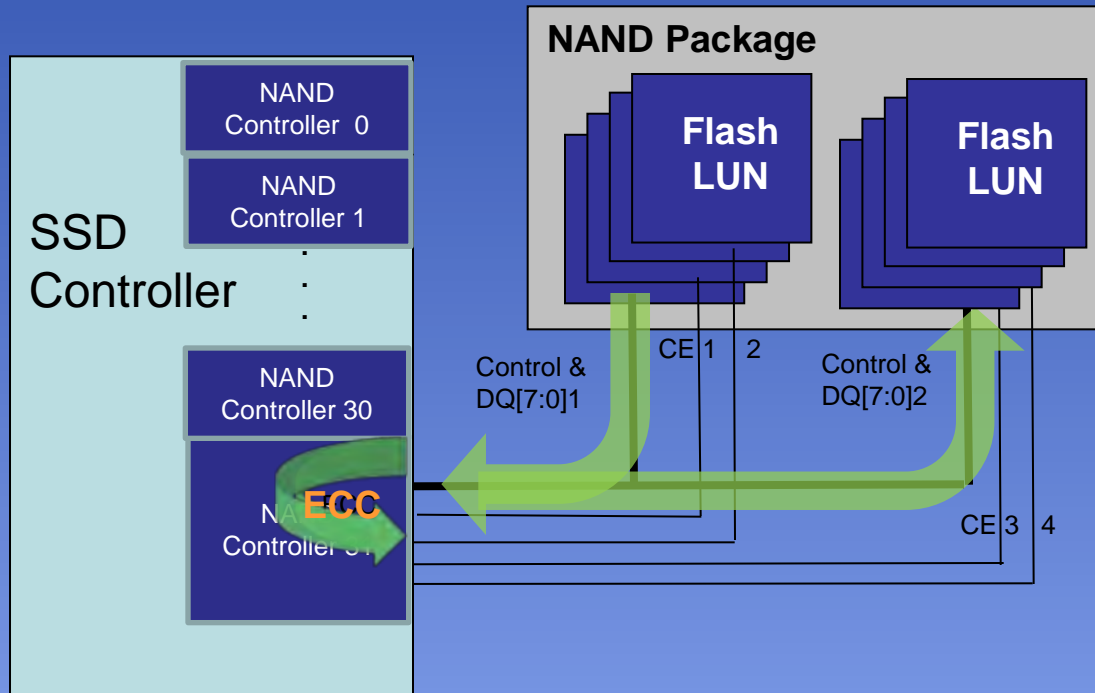 NAND Package
NAND
Controller 0
NAND
Controller 1
SSD
Controller
.
.
.
NAND
Controller 30
ECC
Controller
Flash
LUN
Flash
LUN
Control &
DQ[7:0]1
CE 1 2
Control &
DQ[7:0]2
CE 3 4